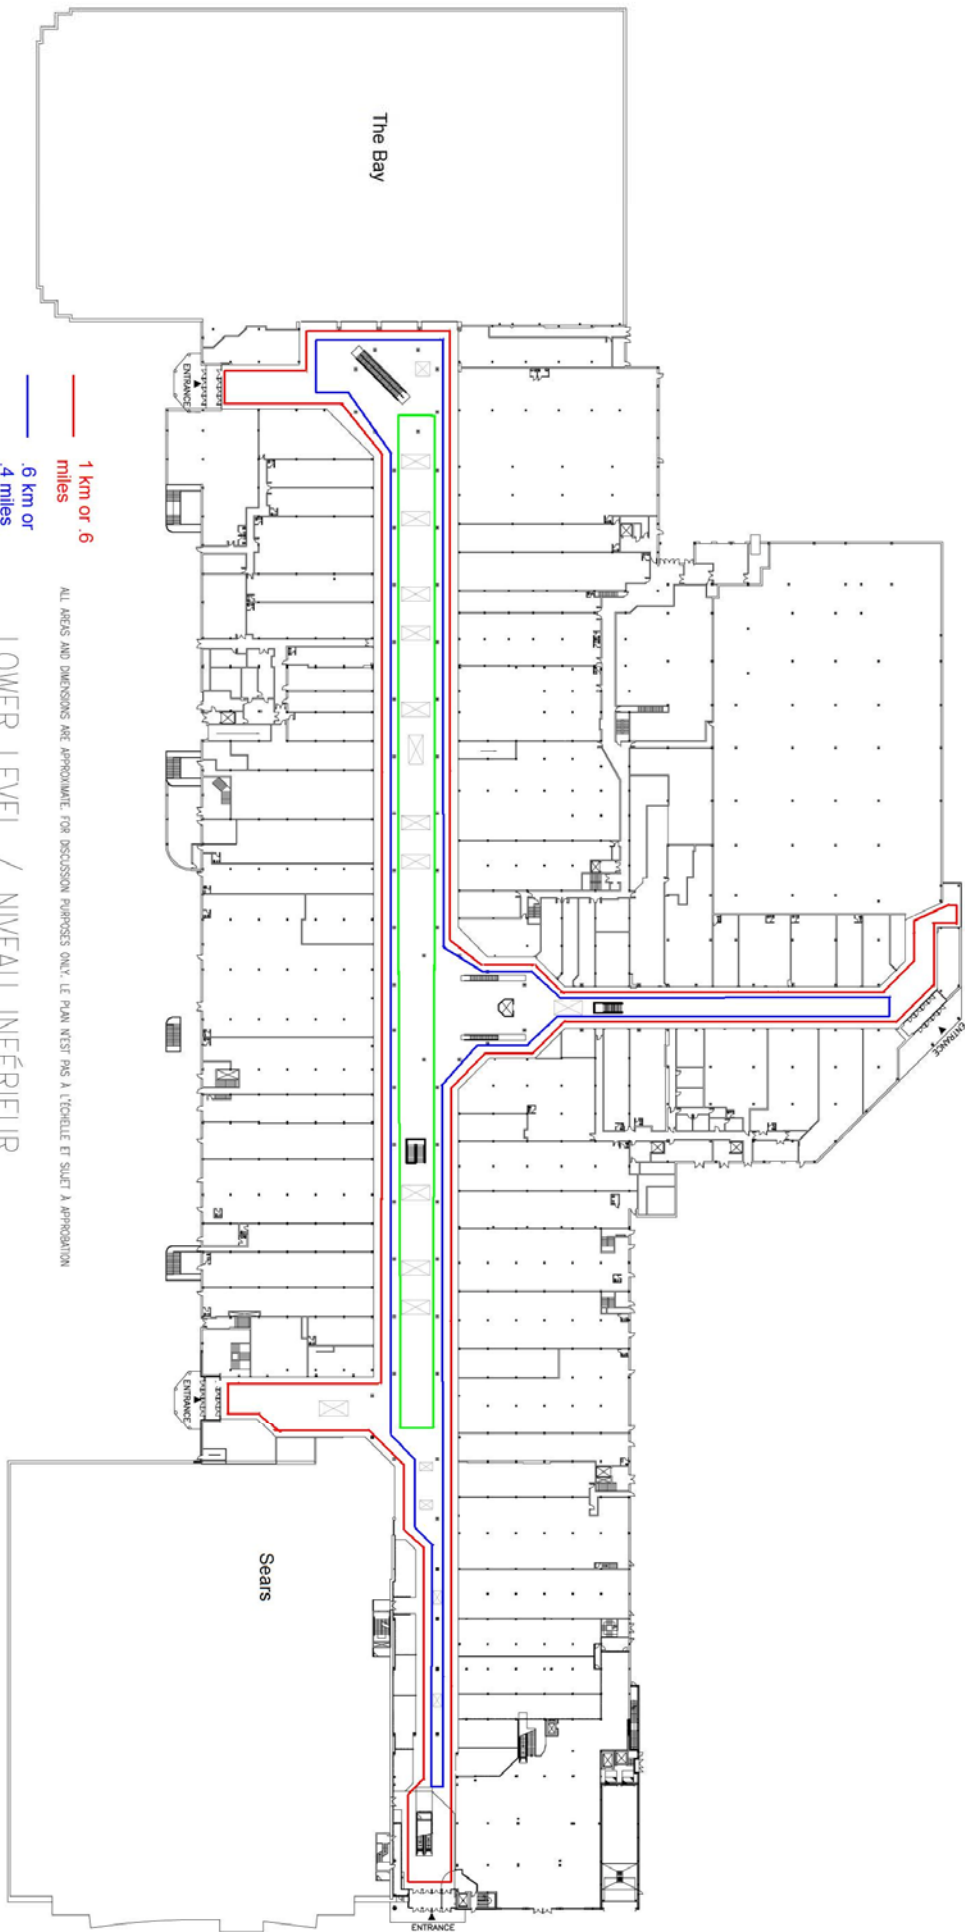 The Bay
ENTRANCE
ENTRANCE
ENTRANCE
Sears
ENTRANCE
1 km or .6
miles
.6 km or
.4 miles
ALL AREAS AND DIMENSIONS ARE APPROXIMATE. FOR DISCUSSION PURPOSES ONLY. LE PLAN N'EST PAS À L'ÉCHELLE ET SUJET À APPROBATION
LOWER LEVEL / NIVEAU INFÉRIEUR